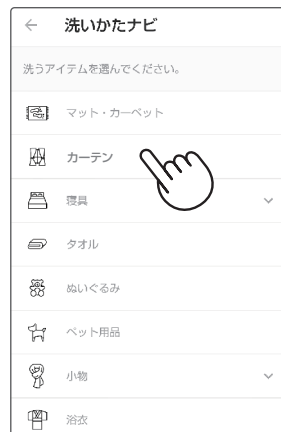 ← 洗いかたナビ
洗うアイテムを選んでください。
マット・カーペット
カーテン
寝具
タオル
ぬいぐるみ
ペット用品
小物
浴衣